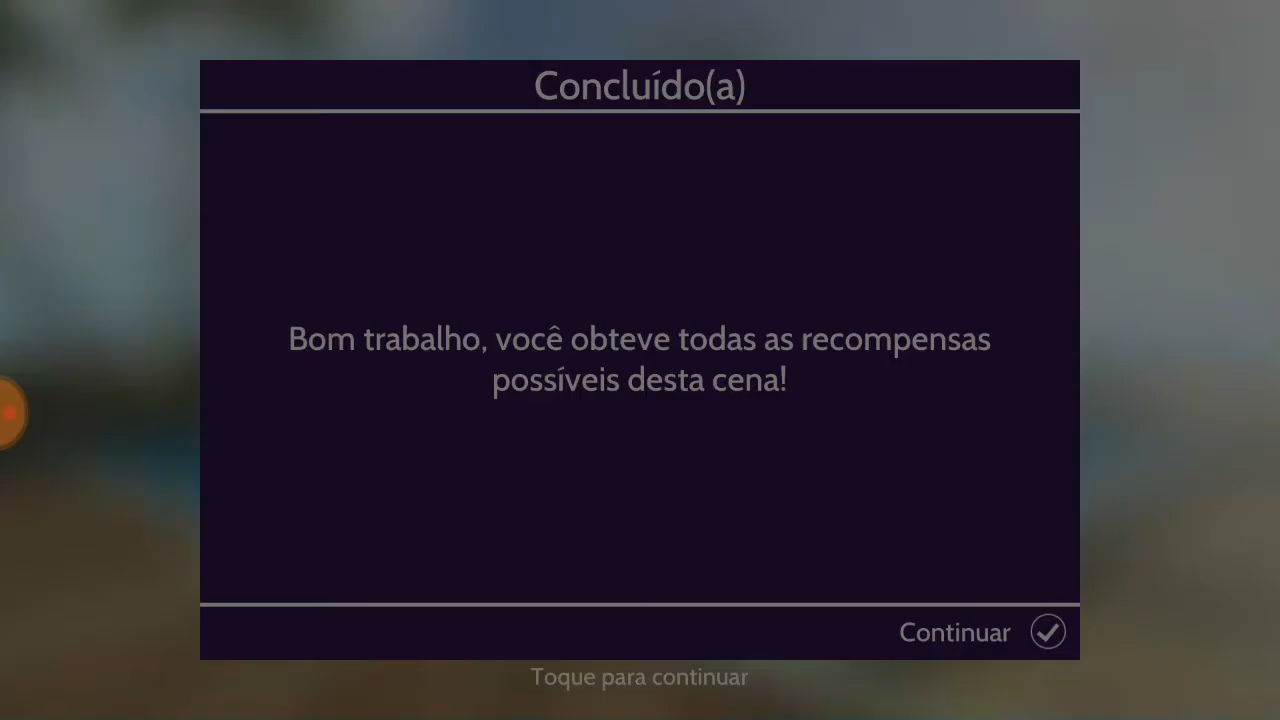 Concluído(a)
Bom trabalho, você obteve todas as recompensas
possíveis desta cena!
Continuar
Toque para continuar